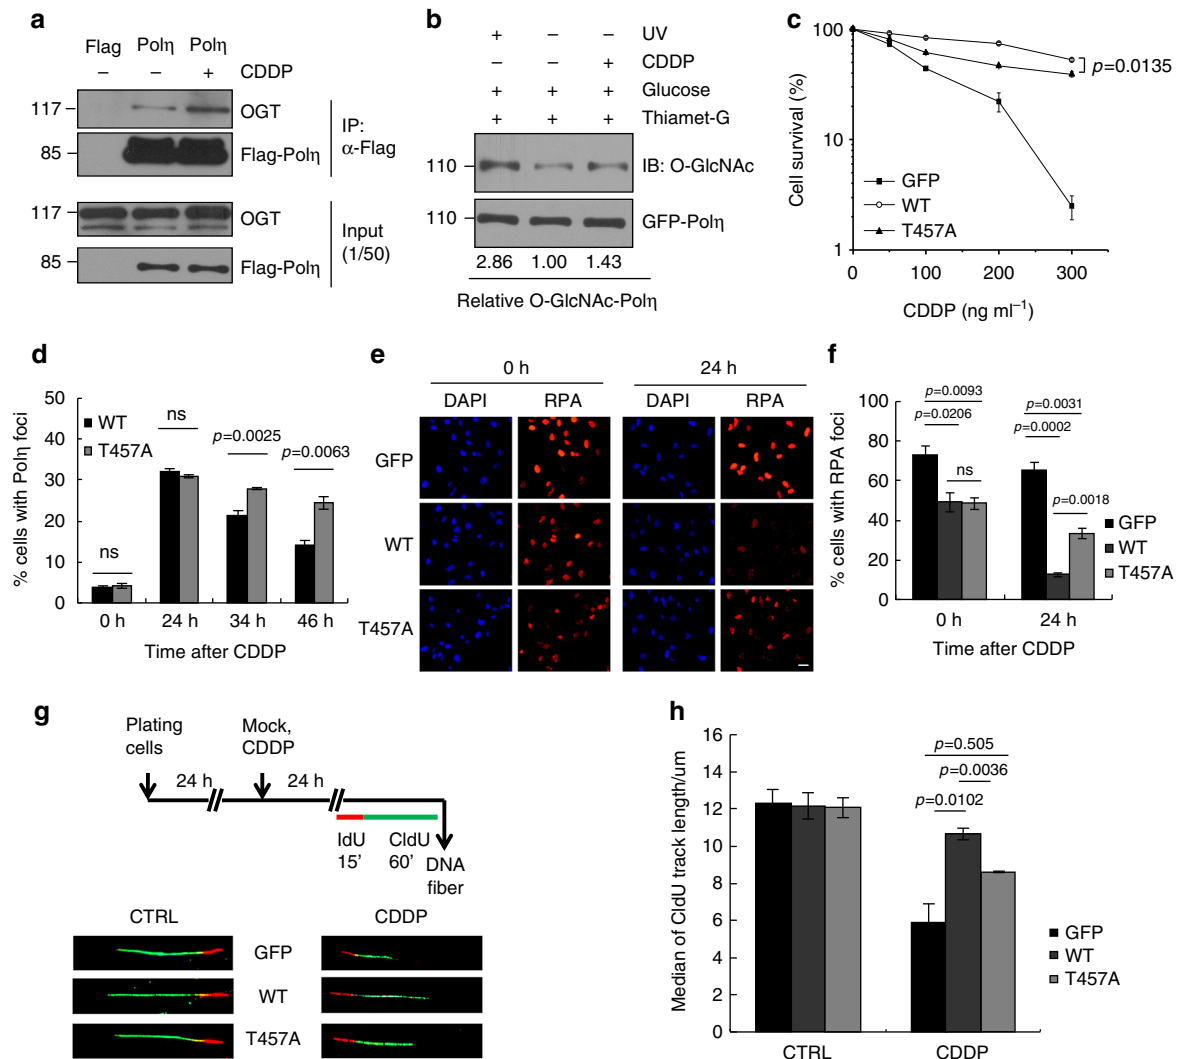 a
Flag Polη Polη
– – + CDDP
117 OGT
85 Flag-Polη
IP:
α-Flag
117 OGT
85 Flag-Polη
Input
(1/50)
b
+ – – UV
– – + CDDP
+ + + Glucose
+ + + Thiamet-G
110 IB: O-GlcNAc
110 GFP-Polη
2.86 1.00 1.43
Relative O-GlcNAc-Polη
c
Cell survival (%)
100
10
1
p=0.0135
GFP
WT
T457A
0 100 200 300
CDDP (ng ml⁻¹)
d
% cells with Polη foci
50
40
30
20
10
0
WT
T457A
ns
ns
p=0.0025
p=0.0063
0 h 24 h 34 h 46 h
Time after CDDP
e
0 h 24 h
DAPI RPA DAPI RPA
GFP
WT
T457A
f
% cells with RPA foci
100
80
60
40
20
0
p=0.0093
p=0.0206
ns
p=0.0031
p=0.0002
p=0.0018
GFP
WT
T457A
0 h 24 h
Time after CDDP
g
Plating
cells
Mock,
CDDP
24 h 24 h
IdU
15'
CldU
60'
DNA
fiber
CTRL CDDP
GFP
WT
T457A
h
Median of CldU track length/um
16
14
12
10
8
6
4
2
0
p=0.505
p=0.0036
p=0.0102
GFP
WT
T457A
CTRL CDDP